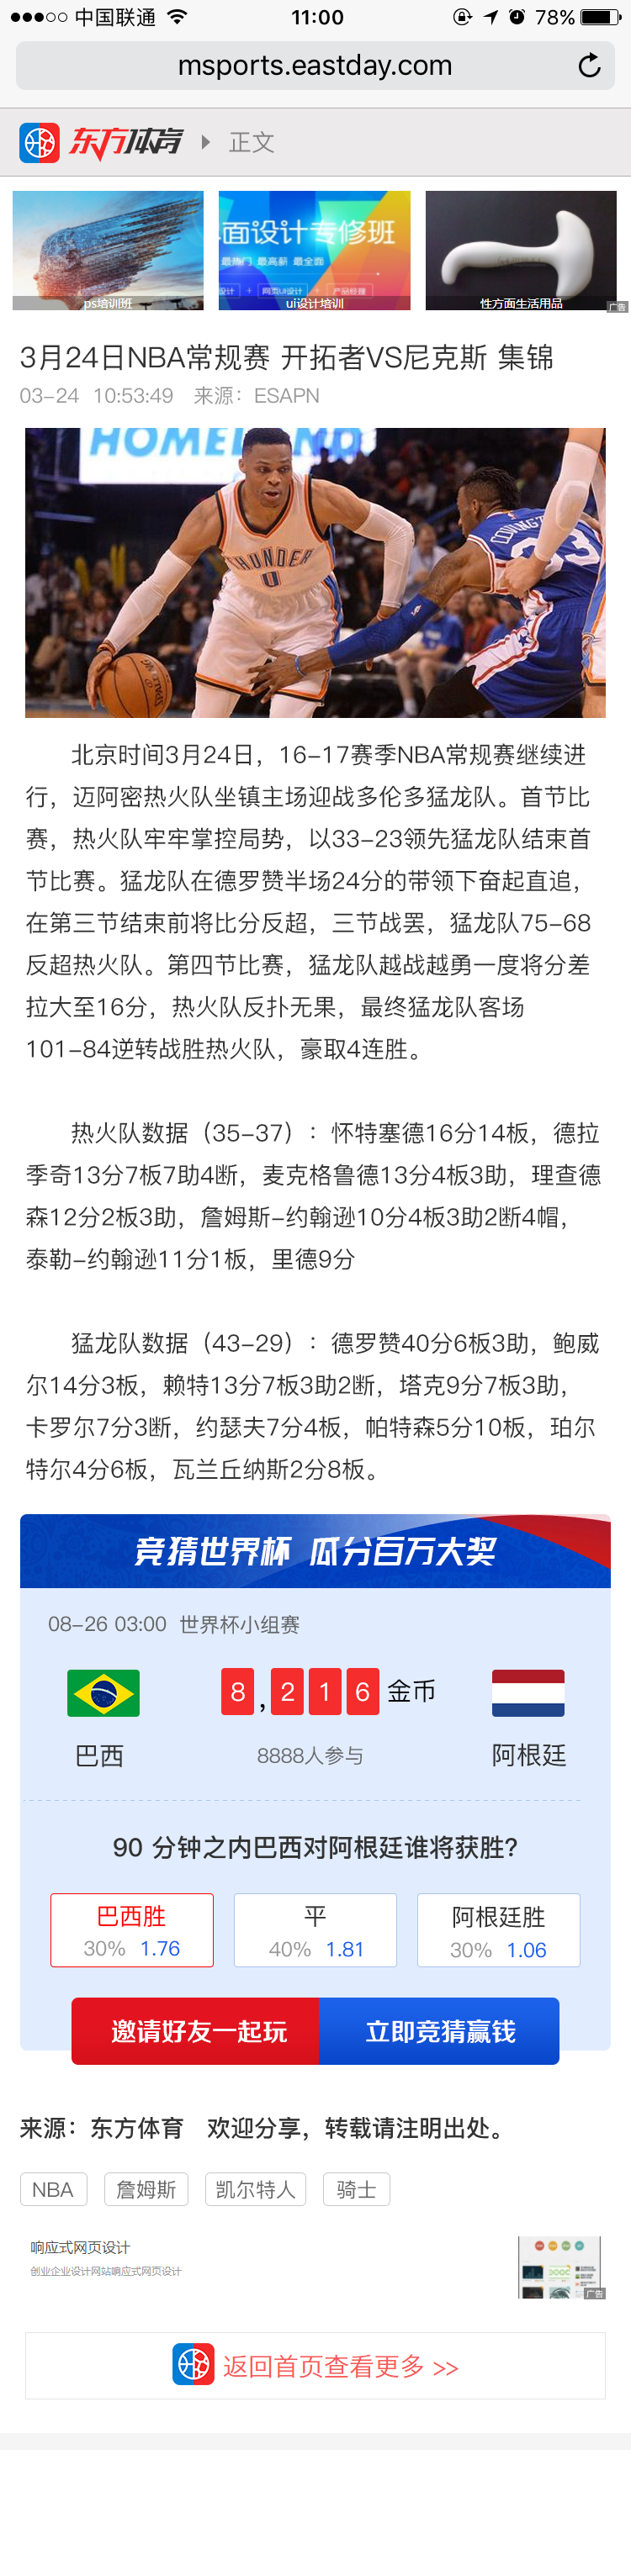 中国联通
11:00
78%
msports.eastday.com
东方体育
正文
面设计专修班
最热门 最高薪 最全面
设计 + 网页UI设计 + 产品经理
ps培训班
ui设计培训
性方面生活用品
广告
3月24日NBA常规赛 开拓者VS尼克斯 集锦
03-24 10:53:49 来源：ESAPN
HOMELAND
THUNDER
0
COVINGTON
33
北京时间3月24日，16-17赛季NBA常规赛继续进
行，迈阿密热火队坐镇主场迎战多伦多猛龙队。首节比
赛，热火队牢牢掌控局势，以33-23领先猛龙队结束首
节比赛。猛龙队在德罗赞半场24分的带领下奋起直追，
在第三节结束前将比分反超，三节战罢，猛龙队75-68
反超热火队。第四节比赛，猛龙队越战越勇一度将分差
拉大至16分，热火队反扑无果，最终猛龙队客场
101-84逆转战胜热火队，豪取4连胜。
热火队数据（35-37）：怀特塞德16分14板，德拉
季奇13分7板7助4断，麦克格鲁德13分4板3助，理查德
森12分2板3助，詹姆斯-约翰逊10分4板3助2断4帽，
泰勒-约翰逊11分1板，里德9分
猛龙队数据（43-29）：德罗赞40分6板3助，鲍威
尔14分3板，赖特13分7板3助2断，塔克9分7板3助，
卡罗尔7分3断，约瑟夫7分4板，帕特森5分10板，珀尔
特尔4分6板，瓦兰丘纳斯2分8板。
竞猜世界杯 瓜分百万大奖
08-26 03:00 世界杯小组赛
8,216 金币
巴西
8888人参与
阿根廷
90 分钟之内巴西对阿根廷谁将获胜?
巴西胜
30% 1.76
平
40% 1.81
阿根廷胜
30% 1.06
邀请好友一起玩
立即竞猜赢钱
来源：东方体育 欢迎分享，转载请注明出处。
NBA
詹姆斯
凯尔特人
骑士
响应式网页设计
创业企业设计网站响应式网页设计
广告
返回首页查看更多 >>